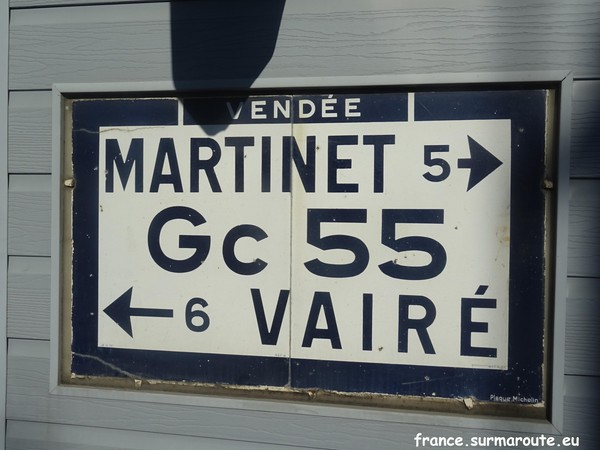 VENDÉE
MARTINET 5
Gc 55
6 VAIRÉ
Plaque Michelin
france.surmaroute.eu